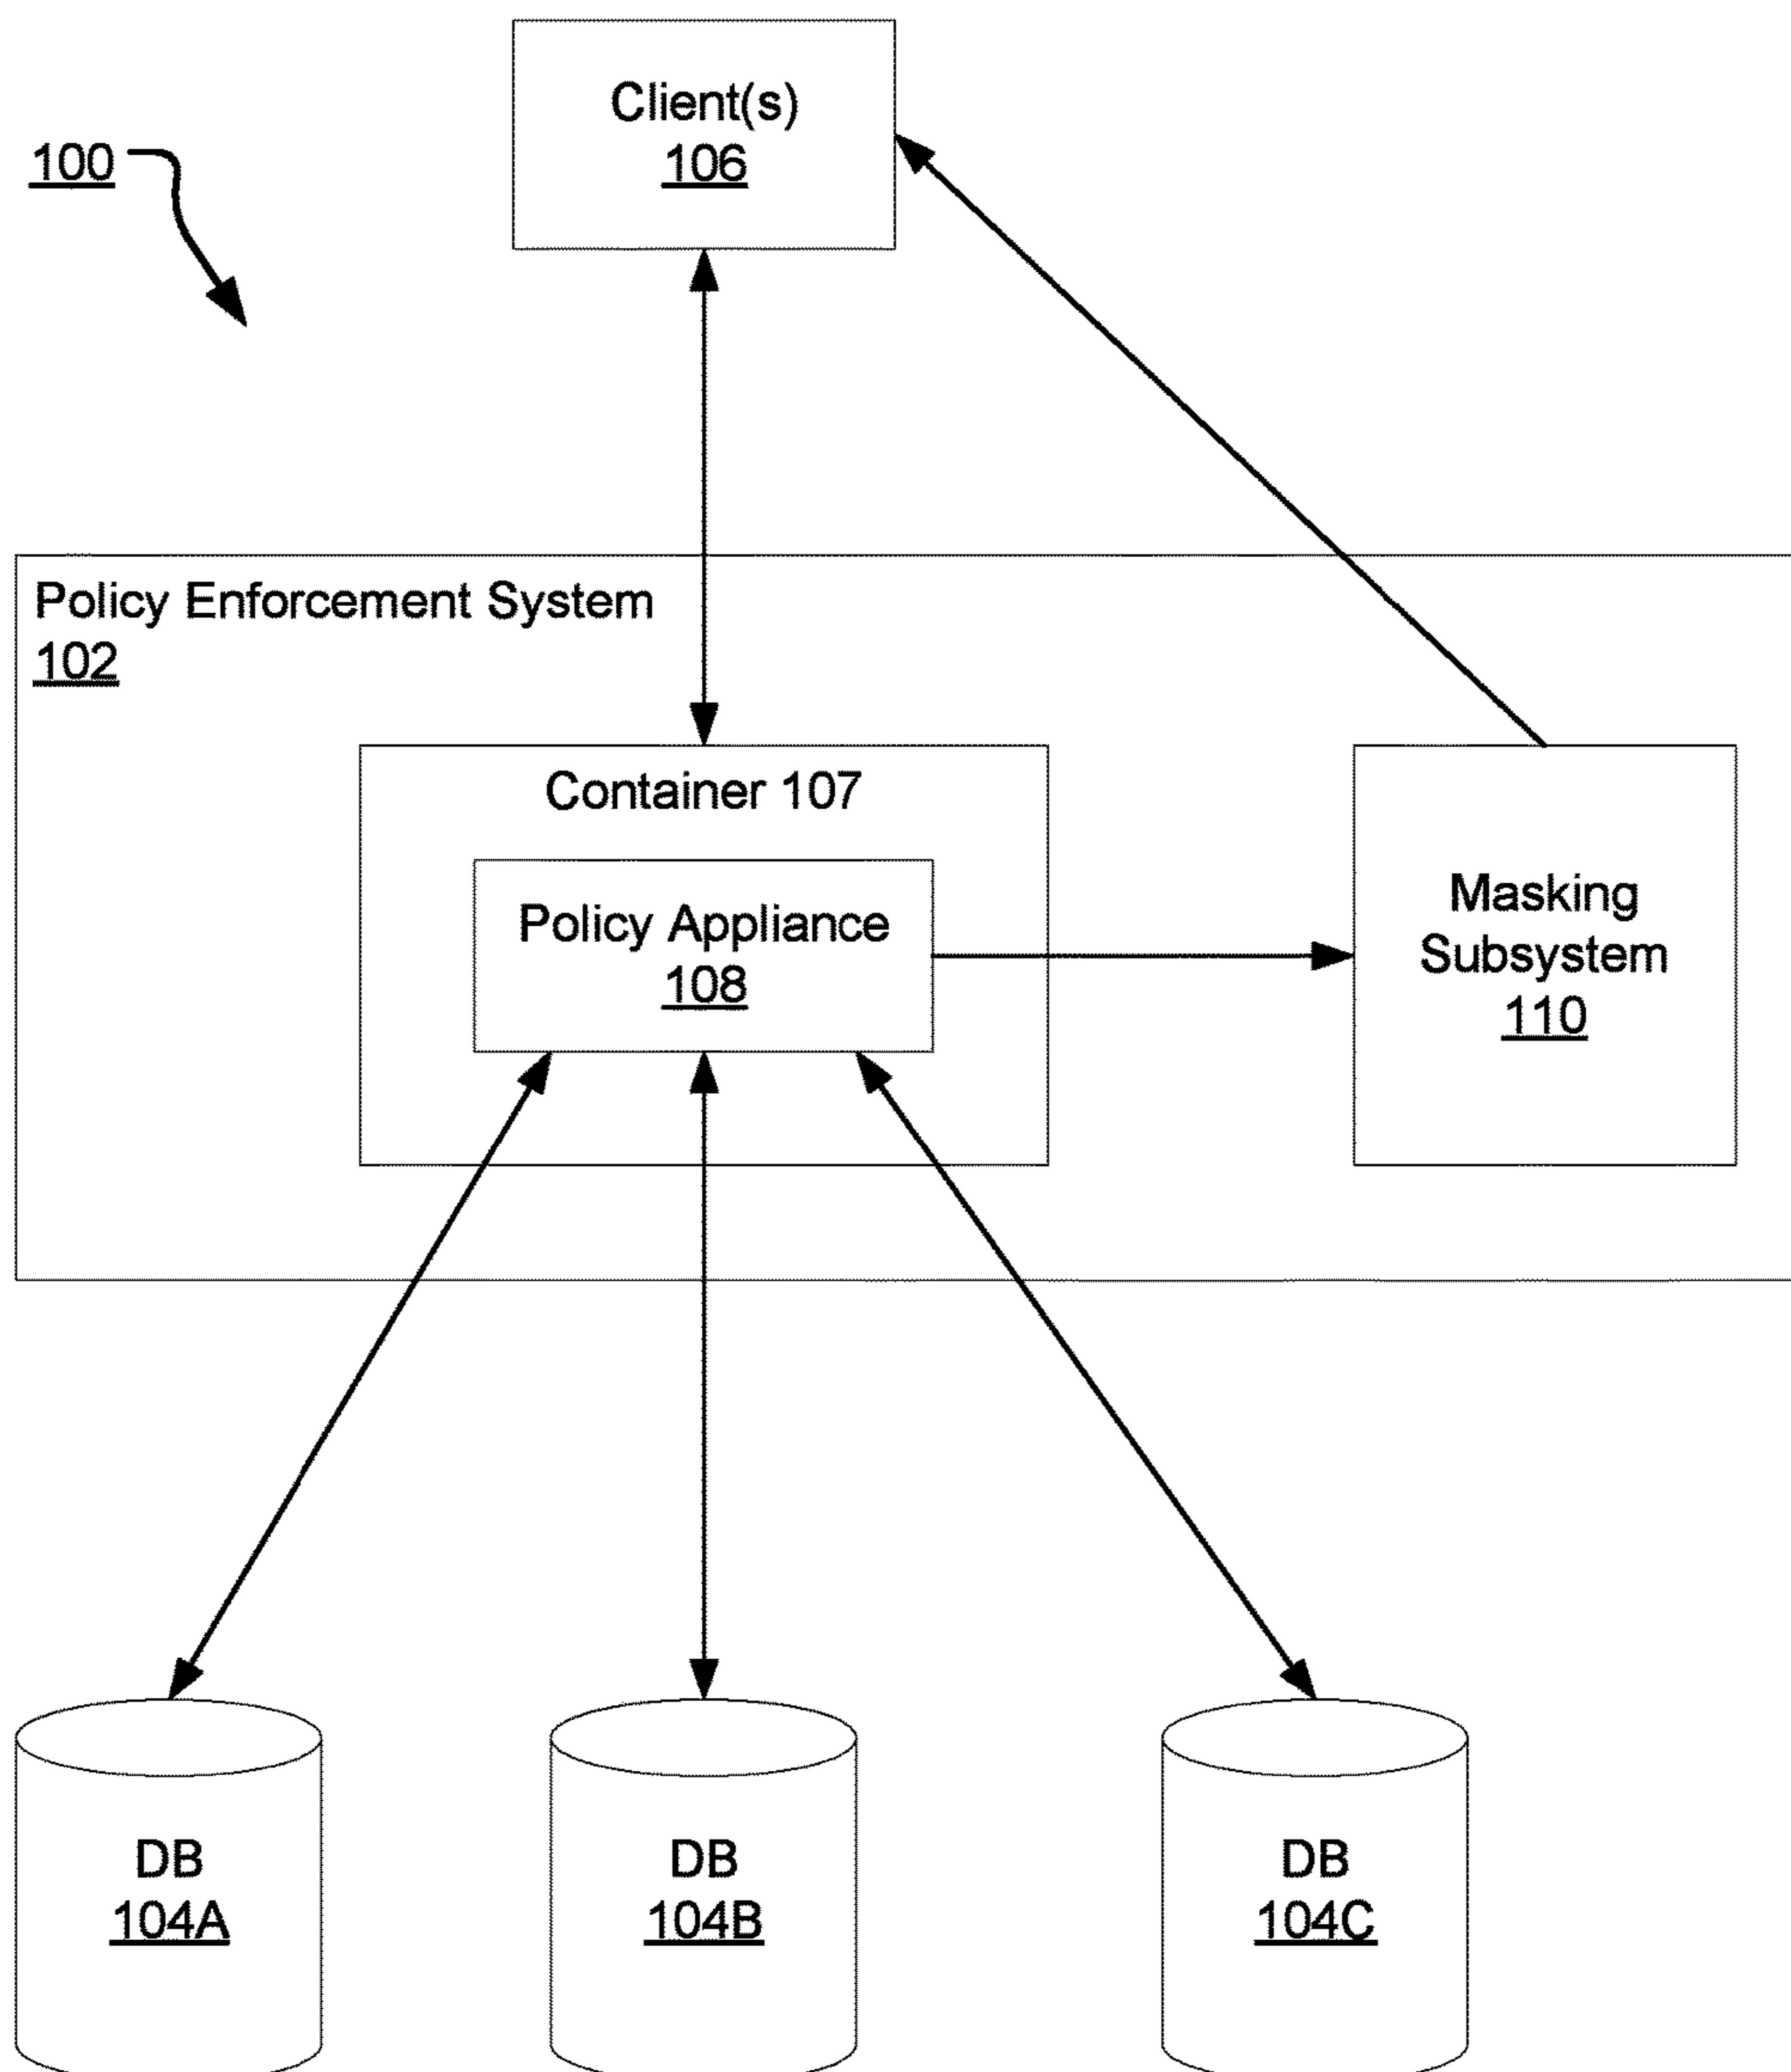 Client(s)
106
100
Policy Enforcement System
102
Container 107
Policy Appliance
108
Masking
Subsystem
110
DB
104A
DB
104B
DB
104C